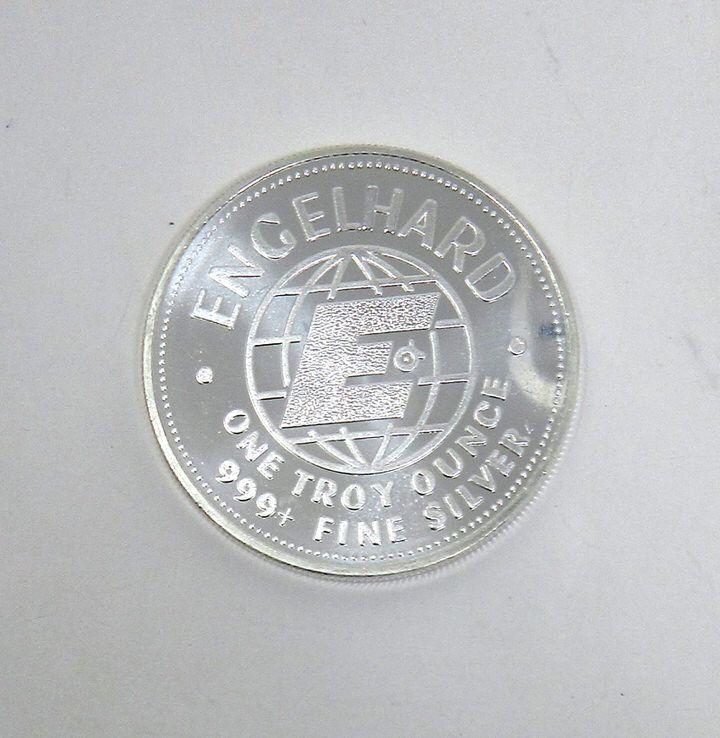 ENGELHARD
E
ONE TROY OUNCE
999+ FINE SILVER